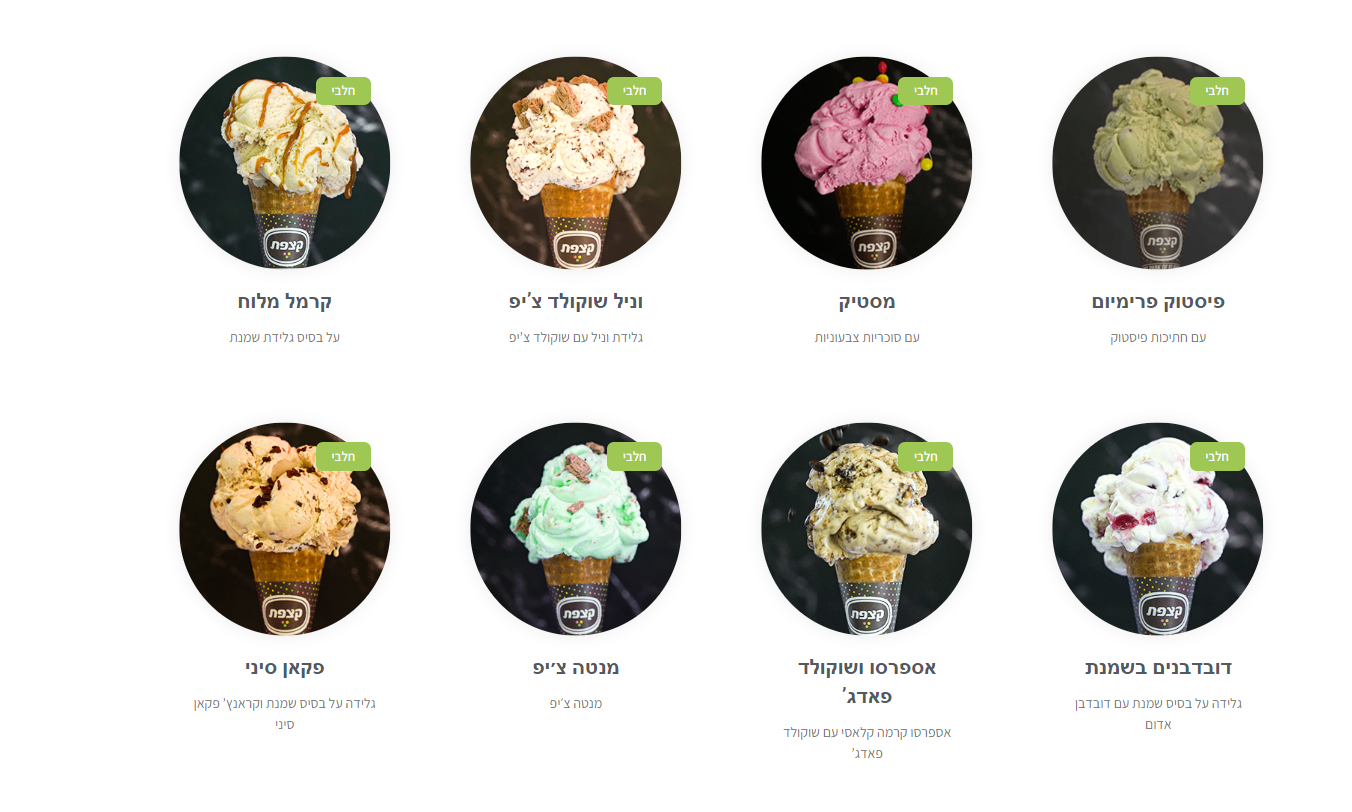 חלבי
קצפת
פיסטוק פרימיום
עם חתיכות פיסטוק
חלבי
קצפת
מסטיק
עם סוכריות צבעוניות
חלבי
קצפת
וניל שוקולד צ'יפ
גלידת וניל עם שוקולד צ'יפ
חלבי
קצפת
קרמל מלוח
על בסיס גלידת שמנת
חלבי
קצפת
דובדבנים בשמנת
גלידה על בסיס שמנת עם דובדבן
אדום
חלבי
קצפת
אספרסו ושוקולד
פאדג'
אספרסו קרמה קלאסי עם שוקולד
פאדג'
חלבי
קצפת
מנטה צ׳יפ
מנטה צ׳יפ
חלבי
קצפת
פקאן סיני
גלידה על בסיס שמנת וקראנץ' פקאן
סיני